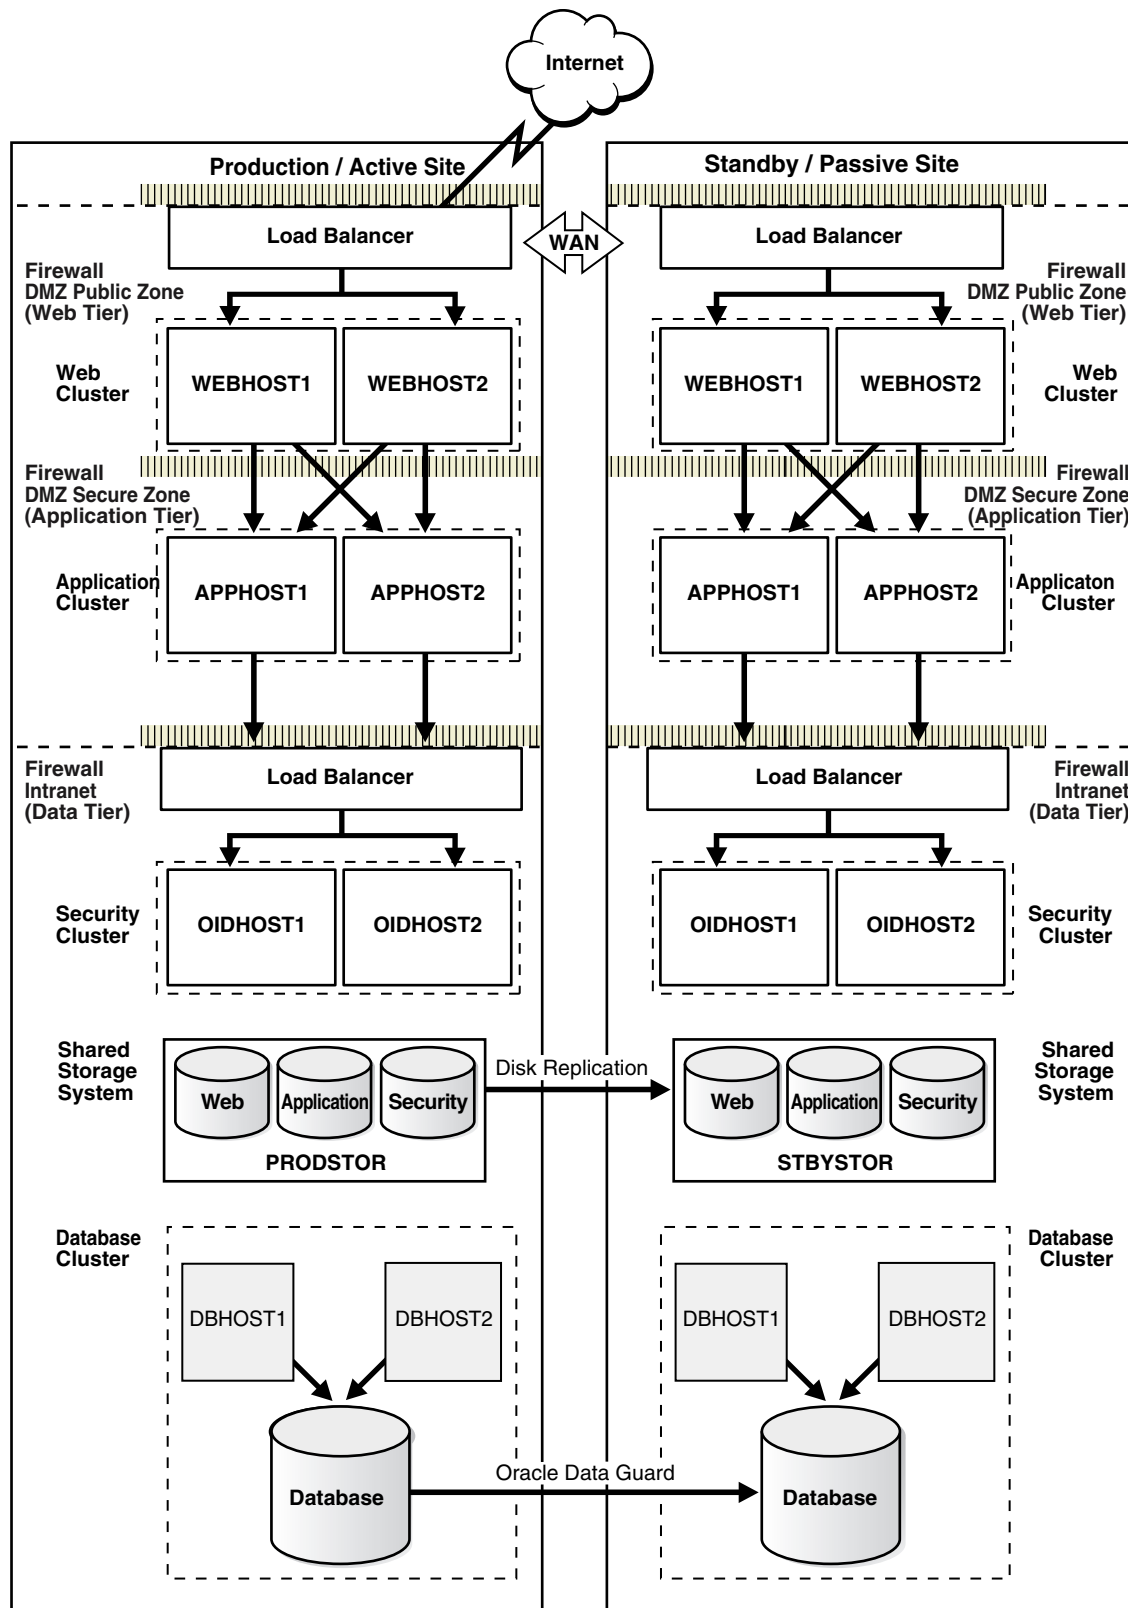 Internet
Production / Active Site
Standby / Passive Site
Load Balancer
WAN
Load Balancer
Firewall
DMZ Public Zone
(Web Tier)
Firewall
DMZ Public Zone
(Web Tier)
Web
Cluster
WEBHOST1
WEBHOST2
WEBHOST1
WEBHOST2
Web
Cluster
Firewall
DMZ Secure Zone
(Application Tier)
Firewall
DMZ Secure Zone
(Application Tier)
Application
Cluster
APPHOST1
APPHOST2
APPHOST1
APPHOST2
Applicaton
Cluster
Firewall
Intranet
(Data Tier)
Load Balancer
Load Balancer
Firewall
Intranet
(Data Tier)
Security
Cluster
OIDHOST1
OIDHOST2
OIDHOST1
OIDHOST2
Security
Cluster
Shared
Storage
System
Web
Application
Security
PRODSTOR
Disk Replication
Web
Application
Security
STBYSTOR
Shared
Storage
System
Database
Cluster
DBHOST1
DBHOST2
DBHOST1
DBHOST2
Database
Cluster
Database
Oracle Data Guard
Database